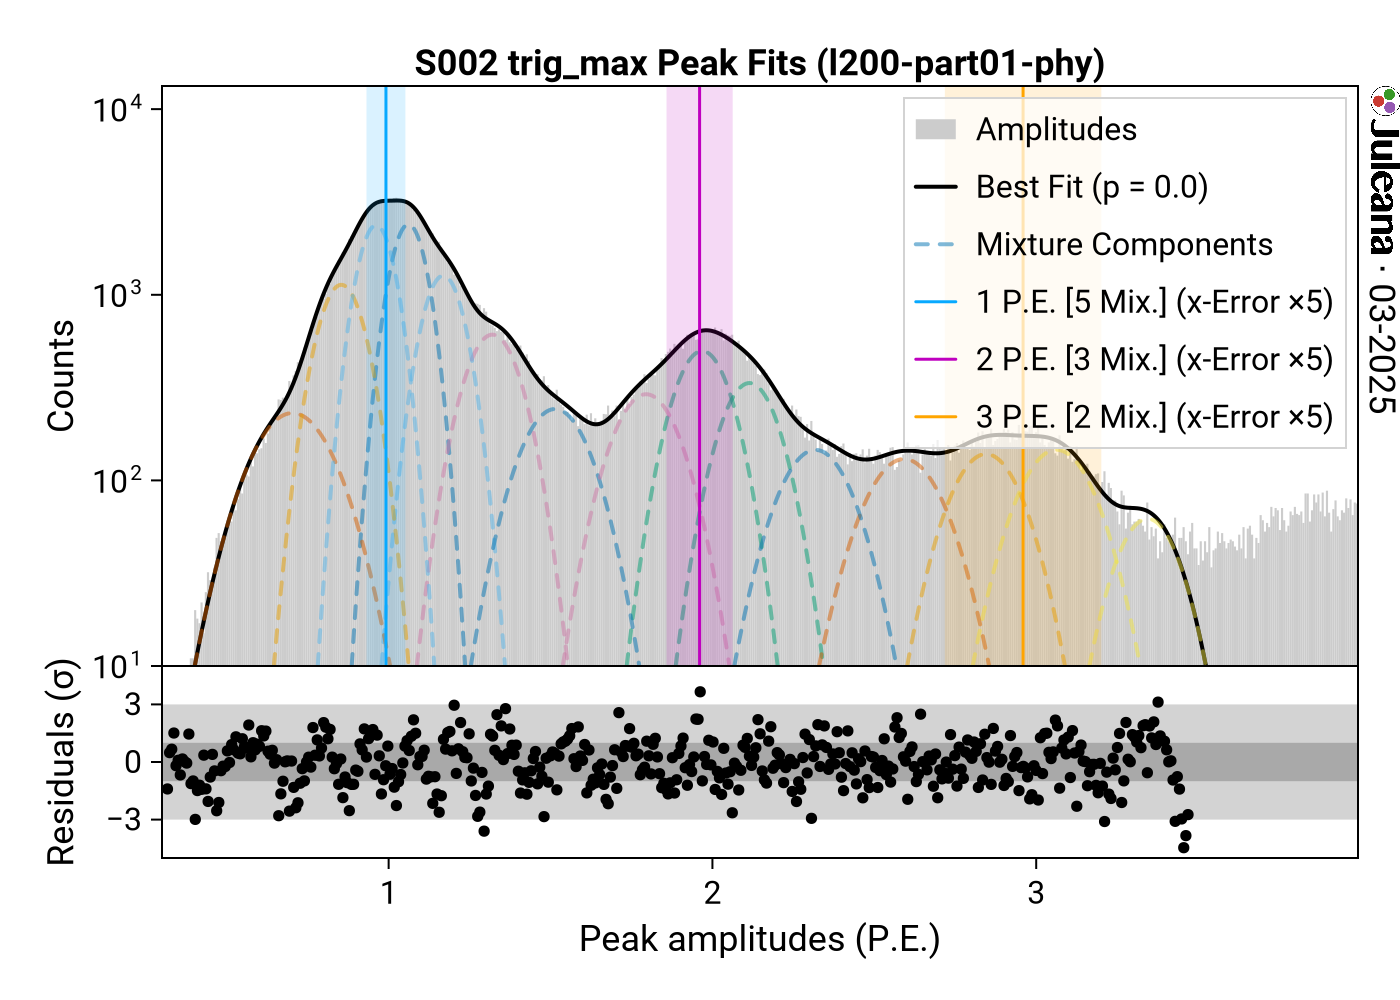 S002 trig_max Peak Fits (l200-part01-phy)
Counts
10⁴
10³
10²
10¹
Amplitudes
Best Fit (p = 0.0)
Mixture Components
1 P.E. [5 Mix.] (x-Error ×5)
2 P.E. [3 Mix.] (x-Error ×5)
3 P.E. [2 Mix.] (x-Error ×5)
Juleana · 03-2025
Residuals (σ)
3
0
−3
1 2 3
Peak amplitudes (P.E.)